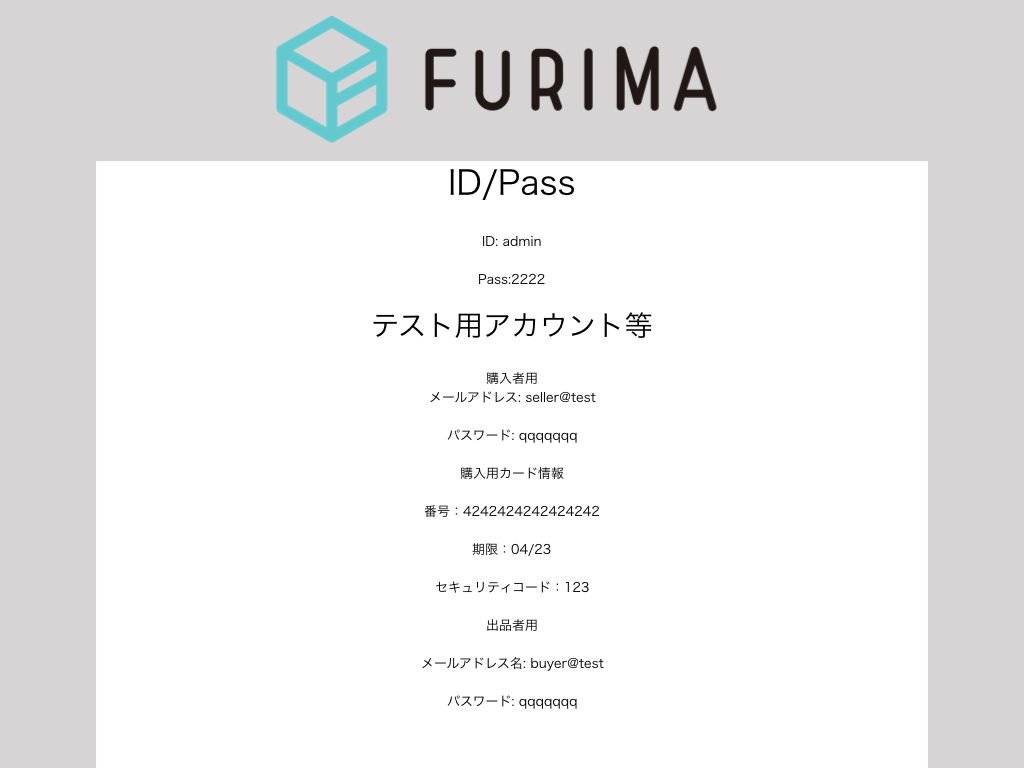 FURIMA
ID/Pass
ID: admin
Pass:2222
テスト用アカウント等
購入者用
メールアドレス: seller@test
パスワード: qqqqqqq
購入用カード情報
番号：4242424242424242
期限：04/23
セキュリティコード：123
出品者用
メールアドレス名: buyer@test
パスワード: qqqqqqq